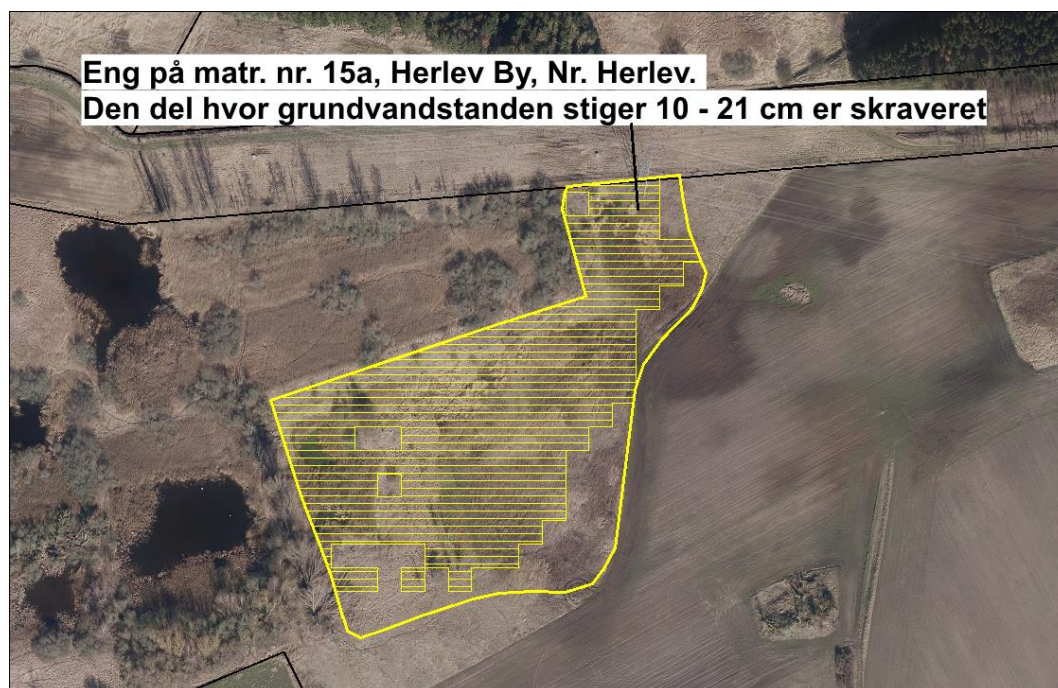 Eng på matr. nr. 15a, Herlev By, Nr. Herlev.
Den del hvor grundvandstanden stiger 10 - 21 cm er skraveret